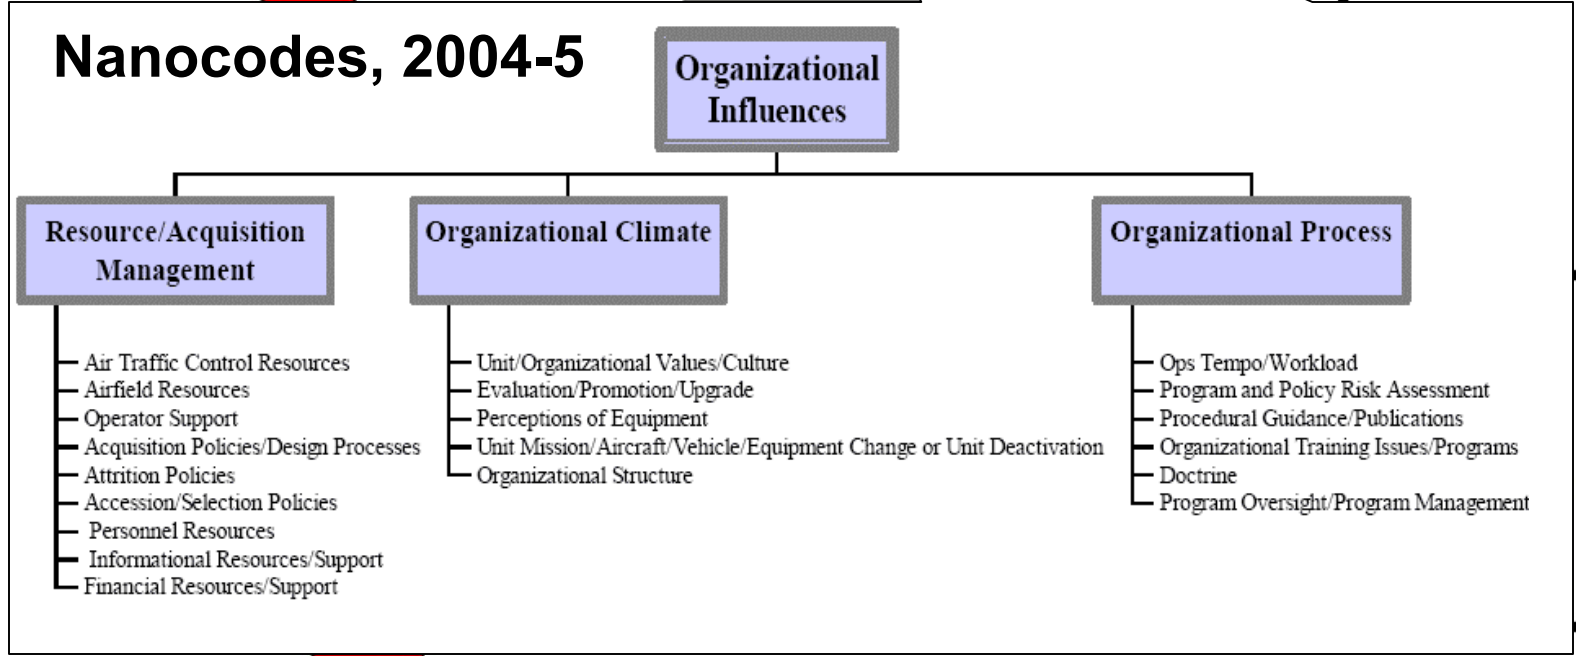 Nanocodes, 2004-5
Organizational
Influences
Resource/Acquisition
Management
Air Traffic Control Resources
Airfield Resources
Operator Support
Acquisition Policies/Design Processes
Attrition Policies
Accession/Selection Policies
Personnel Resources
Informational Resources/Support
Financial Resources/Support
Organizational Climate
Unit/Organizational Values/Culture
Evaluation/Promotion/Upgrade
Perceptions of Equipment
Unit Mission/Aircraft/Vehicle/Equipment Change or Unit Deactivation
Organizational Structure
Organizational Process
Ops Tempo/Workload
Program and Policy Risk Assessment
Procedural Guidance/Publications
Organizational Training Issues/Programs
Doctrine
Program Oversight/Program Management